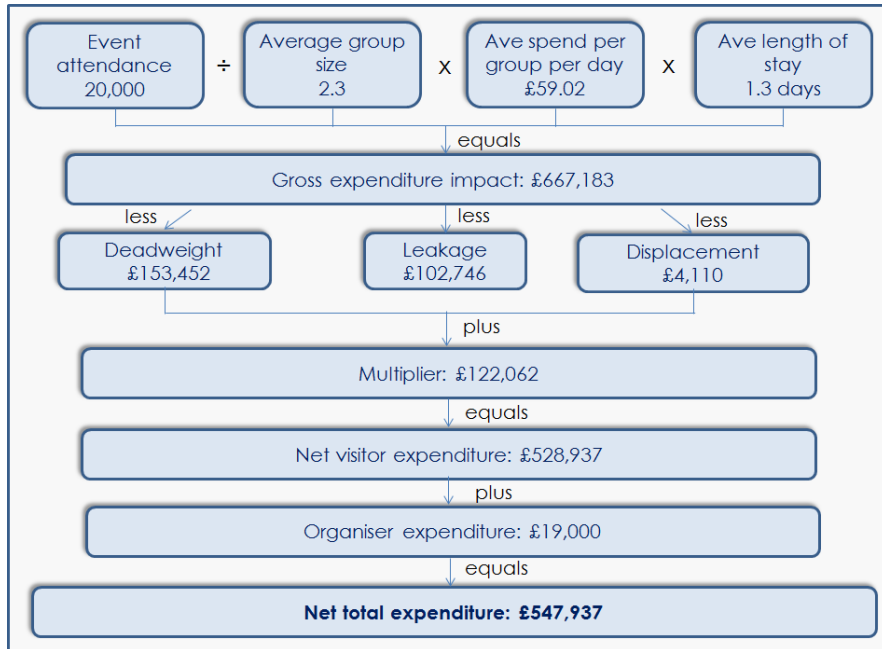 Event
attendance
20,000
÷
Average group
size
2.3
x
Ave spend per
group per day
£59.02
x
Ave length of
stay
1.3 days
equals
Gross expenditure impact: £667,183
less
less
less
Deadweight
£153,452
Leakage
£102,746
Displacement
£4,110
plus
Multiplier: £122,062
equals
Net visitor expenditure: £528,937
plus
Organiser expenditure: £19,000
equals
Net total expenditure: £547,937